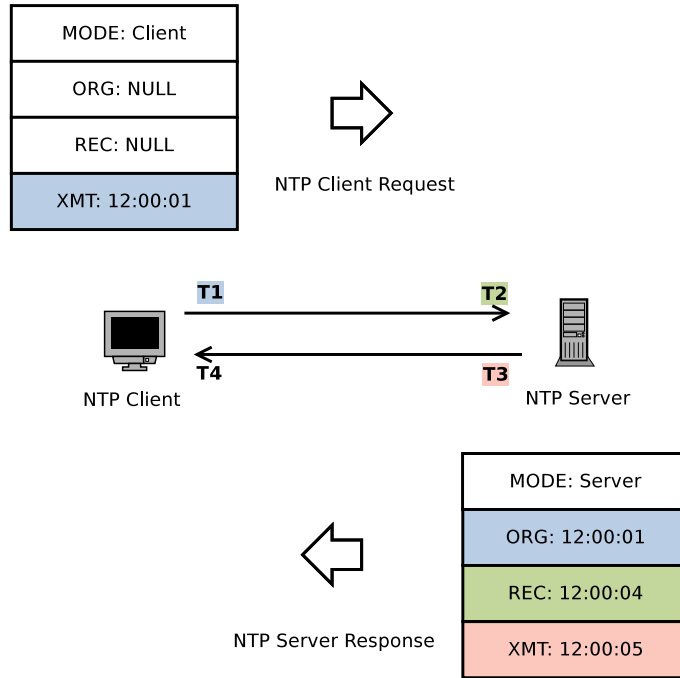 MODE: Client
ORG: NULL
REC: NULL
XMT: 12:00:01
NTP Client Request
T1
T2
T4
T3
NTP Client
NTP Server
MODE: Server
ORG: 12:00:01
REC: 12:00:04
XMT: 12:00:05
NTP Server Response